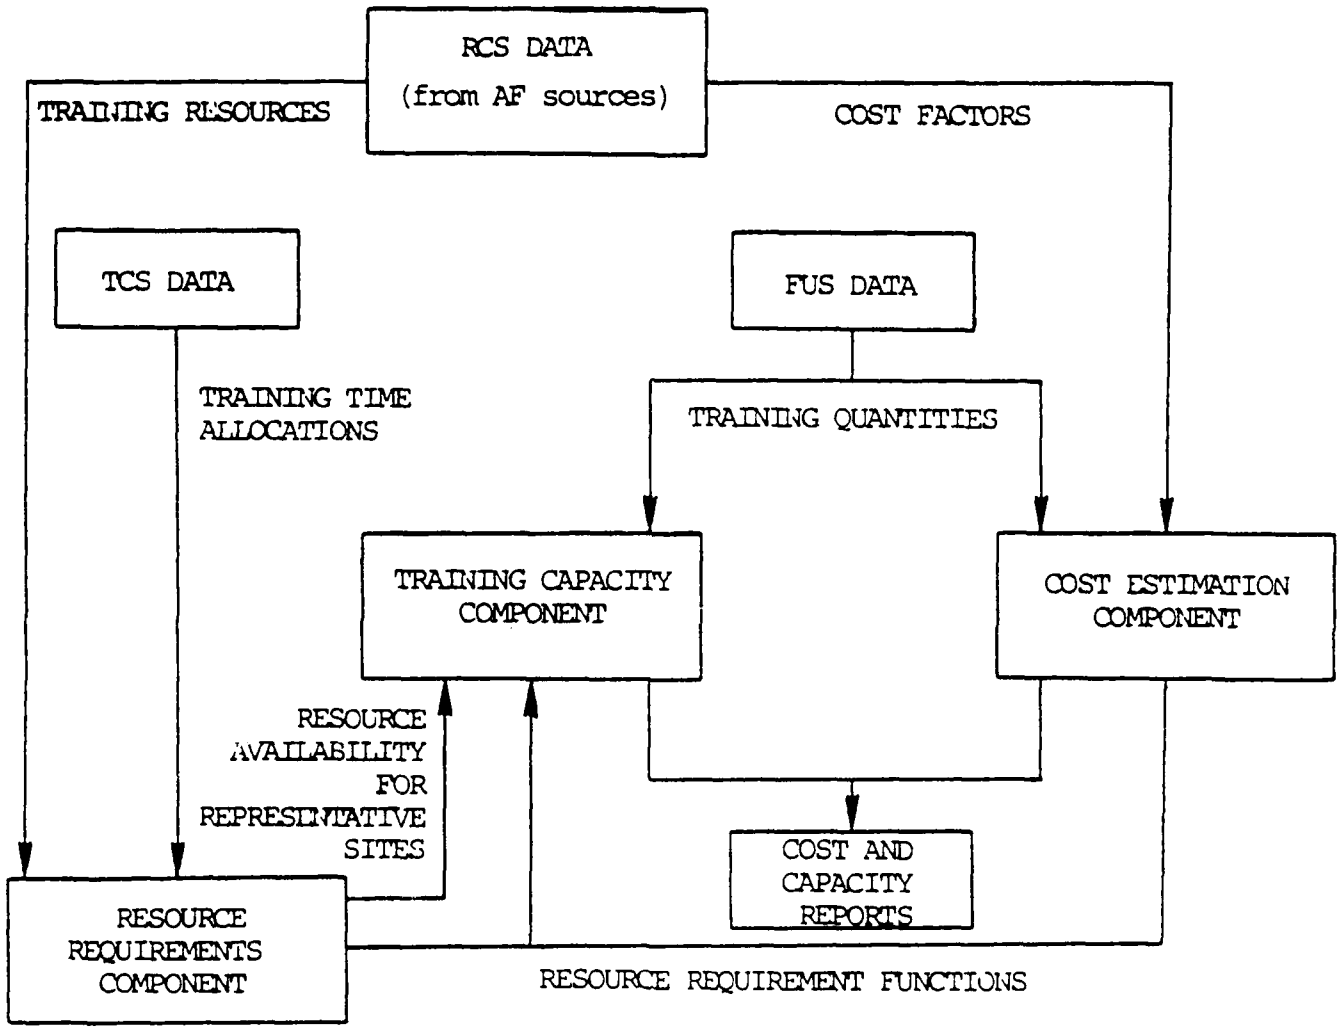 RCS DATA
(from AF sources)
TRAINING RESOURCES
COST FACTORS
TCS DATA
FUS DATA
TRAINING TIME
ALLOCATIONS
TRAINING QUANTITIES
TRAINING CAPACITY
COMPONENT
COST ESTIMATION
COMPONENT
RESOURCE
AVAILABILITY
FOR
REPRESENTATIVE
SITES
COST AND
CAPACITY
REPORTS
RESOURCE
REQUIREMENTS
COMPONENT
RESOURCE REQUIREMENT FUNCTIONS